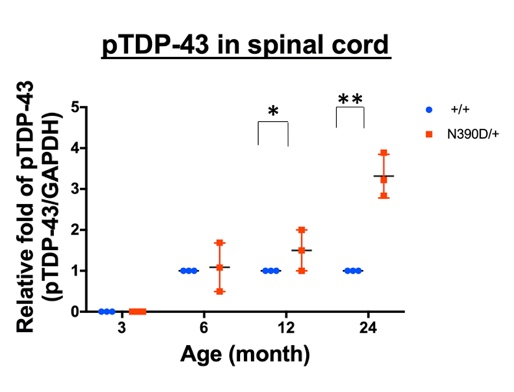 pTDP-43 in spinal cord
Relative fold of pTDP-43
(pTDP-43/GAPDH)
5
4
3
2
1
0
*
**
+/+
N390D/+
3 6 12 24
Age (month)